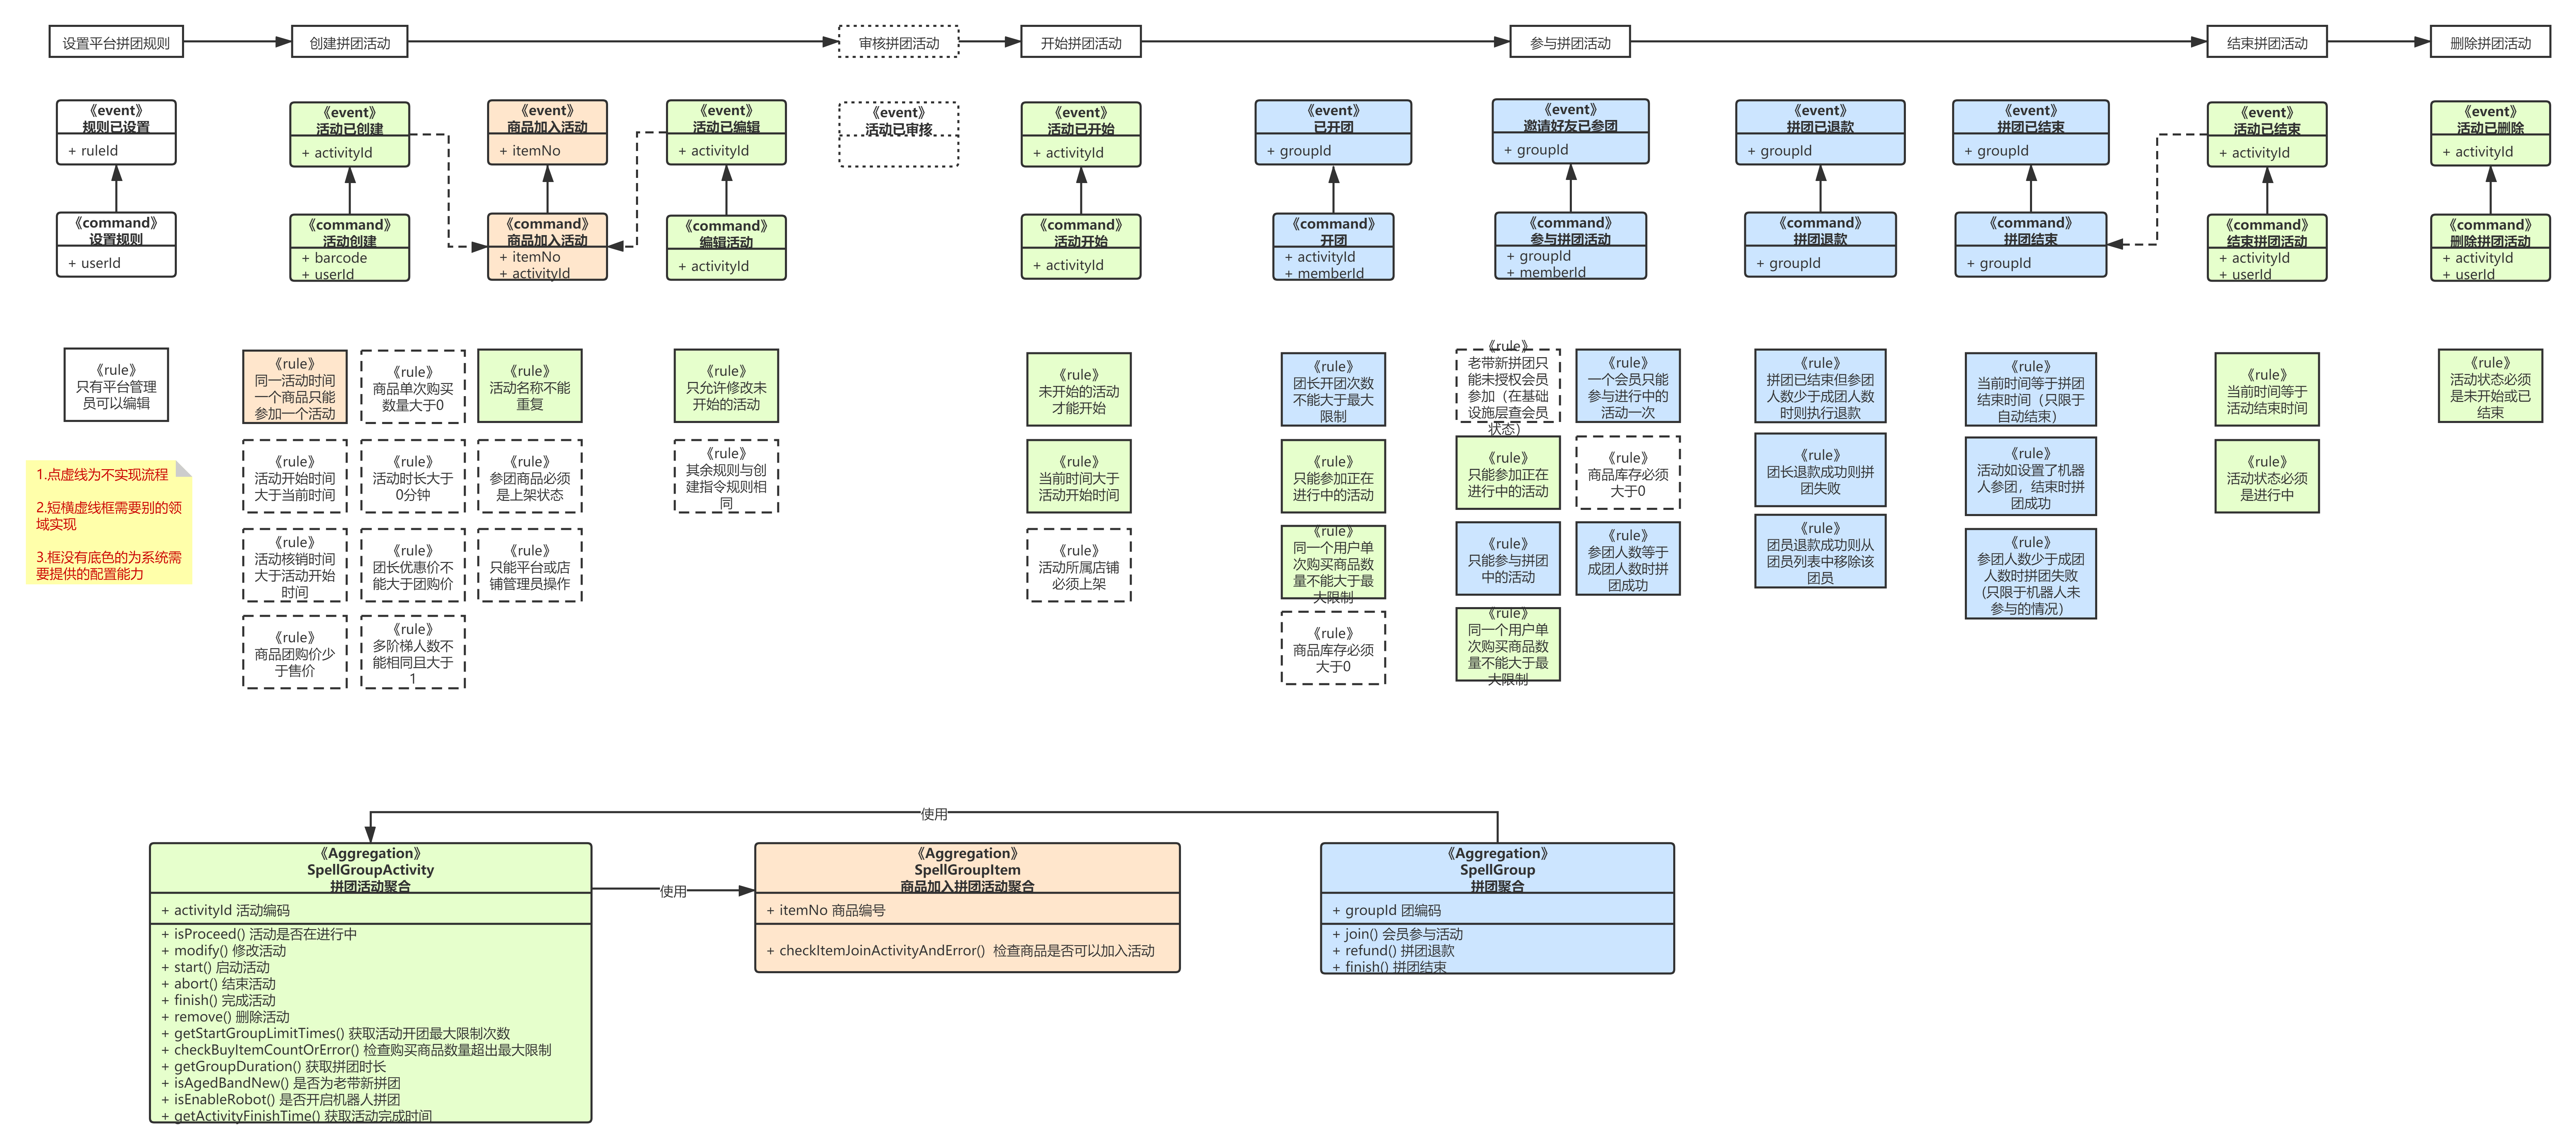 设置平台拼团规则
创建拼团活动
审核拼团活动
开始拼团活动
参与拼团活动
结束拼团活动
删除拼团活动
《event》
规则已设置
+ ruleId
《event》
活动已创建
+ activityId
《event》
商品加入活动
+ itemNo
《event》
活动已编辑
+ activityId
《event》
活动已审核
《event》
活动已开始
+ activityId
《event》
已开团
+ groupId
《event》
邀请好友已参团
+ groupId
《event》
拼团已退款
+ groupId
《event》
拼团已结束
+ groupId
《event》
活动已结束
+ activityId
《event》
活动已删除
+ activityId
《command》
设置规则
+ userId
《command》
活动创建
+ barcode
+ userId
《command》
商品加入活动
+ itemNo
+ activityId
《command》
编辑活动
+ activityId
《command》
活动开始
+ activityId
《command》
开团
+ activityId
+ memberId
《command》
参与拼团活动
+ groupId
+ memberId
《command》
拼团退款
+ groupId
《command》
拼团结束
+ groupId
《command》
结束拼团活动
+ activityId
+ userId
《command》
删除拼团活动
+ activityId
+ userId
《rule》
只有平台管理
员可以编辑
《rule》
同一活动时间
一个商品只能
参加一个活动
《rule》
商品单次购买
数量大于0
《rule》
活动名称不能
重复
《rule》
活动开始时间
大于当前时间
《rule》
活动时长大于
0分钟
《rule》
参团商品必须
是上架状态
《rule》
活动核销时间
大于活动开始
时间
《rule》
团长优惠价不
能大于团购价
《rule》
只能平台或店
铺管理员操作
《rule》
商品团购价少
于售价
《rule》
多阶梯人数不
能相同且大于
1
《rule》
只允许修改未
开始的活动
《rule》
其余规则与创
建指令规则相
同
《rule》
未开始的活动
才能开始
《rule》
当前时间大于
活动开始时间
《rule》
活动所属店铺
必须上架
《rule》
团长开团次数
不能大于最大
限制
《rule》
只能参加正在
进行中的活动
《rule》
同一个用户单
次购买商品数
量不能大于最
大限制
《rule》
商品库存必须
大于0
《rule》
老带新拼团只
能未授权会员
参加（在基础
设施层查会员
状态）
《rule》
一个会员只能
参与进行中的
活动一次
《rule》
只能参加正在
进行中的活动
《rule》
商品库存必须
大于0
《rule》
只能参与拼团
中的活动
《rule》
参团人数等于
成团人数时拼
团成功
《rule》
同一个用户单
次购买商品数
量不能大于最
大限制
《rule》
拼团已结束但参团
人数少于成团人数
时则执行退款
《rule》
团长退款成功则拼
团失败
《rule》
团员退款成功则从
团员列表中移除该
团员
《rule》
当前时间等于拼团
结束时间（只限于
自动结束）
《rule》
活动如设置了机器
人参团，结束时拼
团成功
《rule》
参团人数少于成团
人数时拼团失败
(只限于机器人未
参与的情况）
《rule》
当前时间等于
活动结束时间
《rule》
活动状态必须
是进行中
《rule》
活动状态必须
是未开始或已
结束
1.点虚线为不实现流程
2.短横虚线框需要别的领
域实现
3.框没有底色的为系统需
要提供的配置能力
使用
《Aggregation》
SpellGroupActivity
拼团活动聚合
+ activityId 活动编码
+ isProceed() 活动是否在进行中
+ modify() 修改活动
+ start() 启动活动
+ abort() 结束活动
+ finish() 完成活动
+ remove() 删除活动
+ getStartGroupLimitTimes() 获取活动开团最大限制次数
+ checkBuyItemCountOrError() 检查购买商品数量超出最大限制
+ getGroupDuration() 获取拼团时长
+ isAgedBandNew() 是否为老带新拼团
+ isEnableRobot() 是否开启机器人拼团
+ getActivityFinishTime() 获取活动完成时间
使用
《Aggregation》
SpellGroupItem
商品加入拼团活动聚合
+ itemNo 商品编号
+ checkItemJoinActivityAndError() 检查商品是否可以加入活动
《Aggregation》
SpellGroup
拼团聚合
+ groupId 团编码
+ join() 会员参与活动
+ refund() 拼团退款
+ finish() 拼团结束